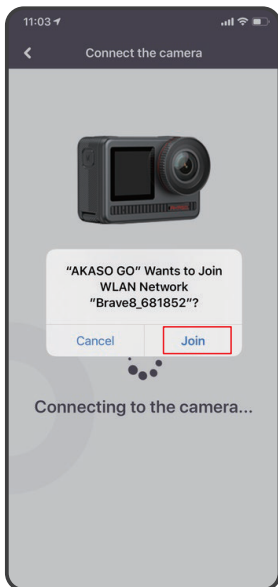 11:03
Connect the camera
"AKASO GO" Wants to Join
WLAN Network
"Brave8_681852"?
Cancel Join
Connecting to the camera...